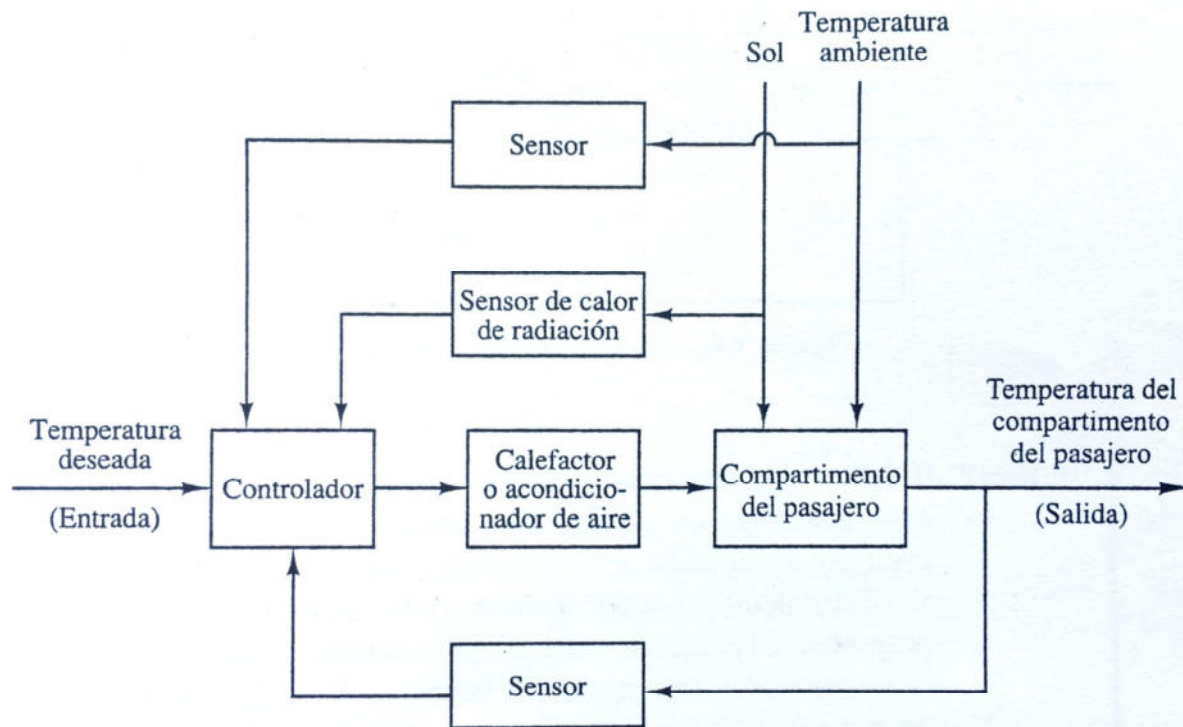 Temperatura
ambiente
Sol
Sensor
Sensor de calor
de radiación
Temperatura
deseada
(Entrada)
Controlador
Calefactor
o acondicio-
nador de aire
Compartimento
del pasajero
Temperatura del
compartimento
del pasajero
(Salida)
Sensor